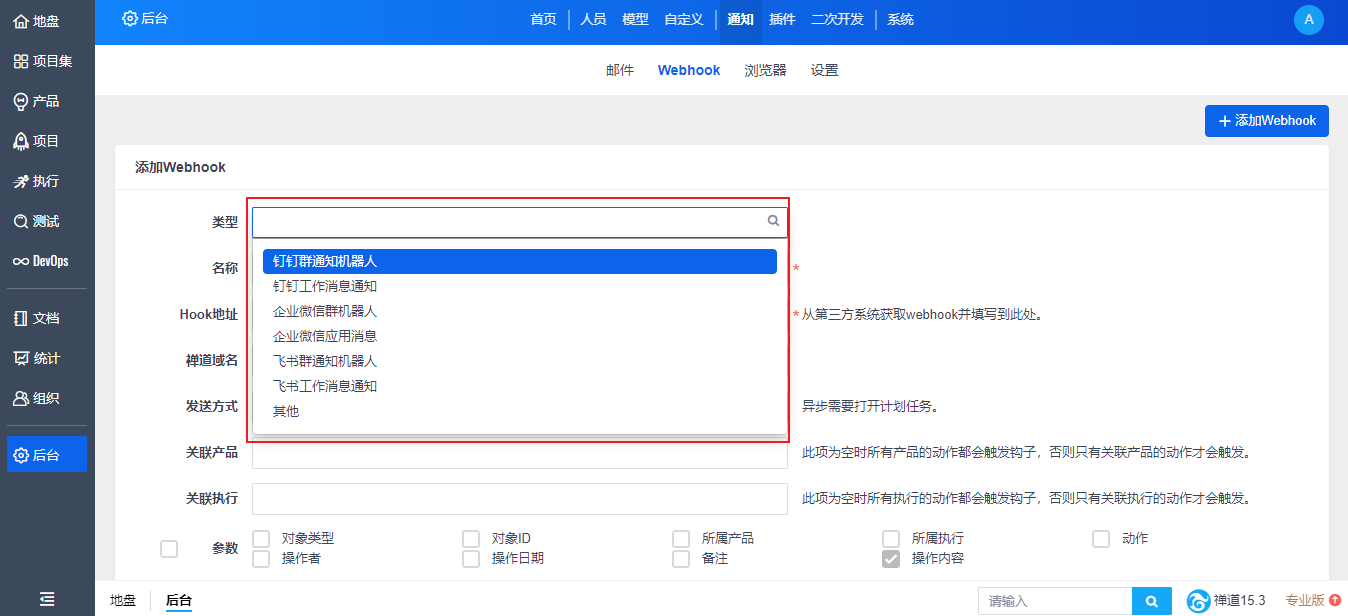 地盘
项目集
产品
项目
执行
测试
DevOps
文档
统计
组织
后台
后台
首页 人员 模型 自定义 通知 插件 二次开发 系统
A
邮件 Webhook 浏览器 设置
添加Webhook
添加Webhook
类型
钉钉群通知机器人
钉钉工作消息通知
企业微信群机器人
企业微信应用消息
飞书群通知机器人
飞书工作消息通知
其他
名称 *
Hook地址 *从第三方系统获取webhook并填写到此处。
禅道域名
发送方式 异步需要打开计划任务。
关联产品 此项为空时所有产品的动作都会触发钩子，否则只有关联产品的动作才会触发。
关联执行 此项为空时所有执行的动作都会触发钩子，否则只有关联执行的动作才会触发。
参数 对象类型 对象ID 所属产品 所属执行 动作
操作者 操作日期 备注 操作内容
地盘 后台 请输入 禅道15.3 专业版